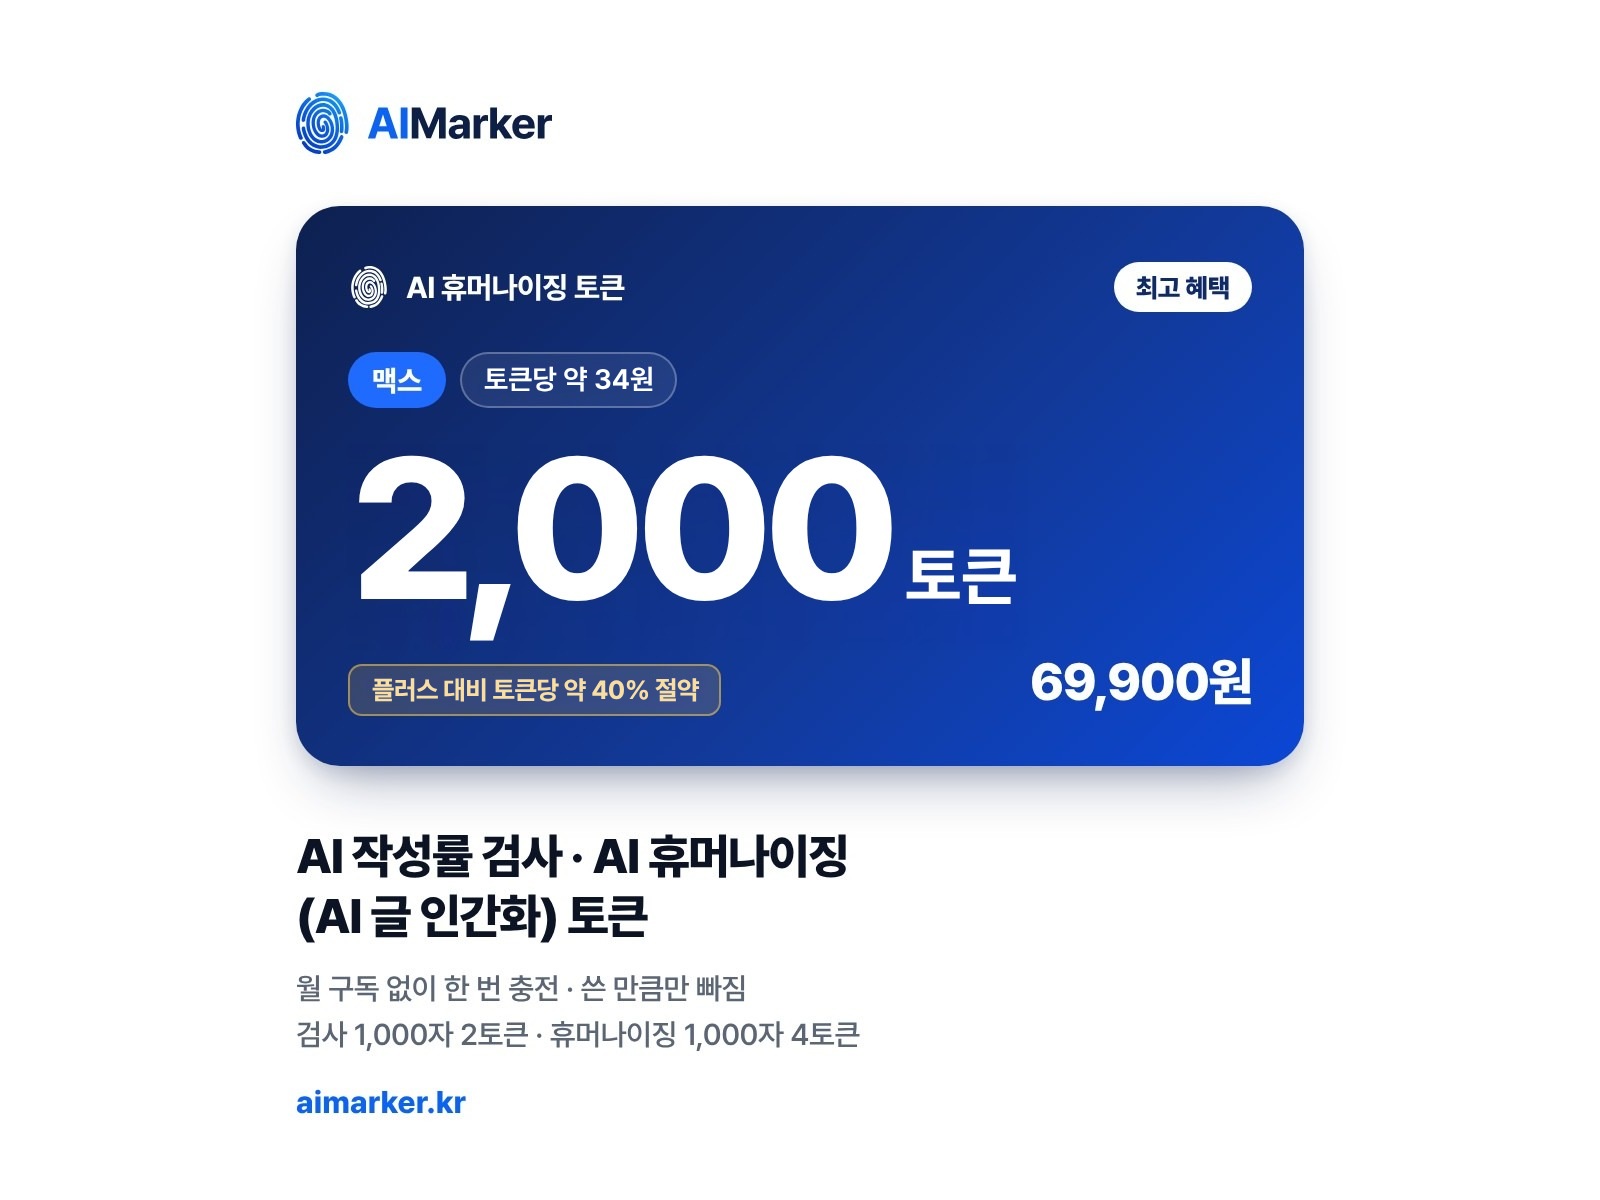 AIMarker
AI 휴머나이징 토큰
최고 혜택
맥스
토큰당 약 34원
2,000 토큰
플러스 대비 토큰당 약 40% 절약
69,900원
AI 작성률 검사 · AI 휴머나이징
(AI 글 인간화) 토큰
월 구독 없이 한 번 충전 · 쓴 만큼만 빠짐
검사 1,000자 2토큰 · 휴머나이징 1,000자 4토큰
aimarker.kr